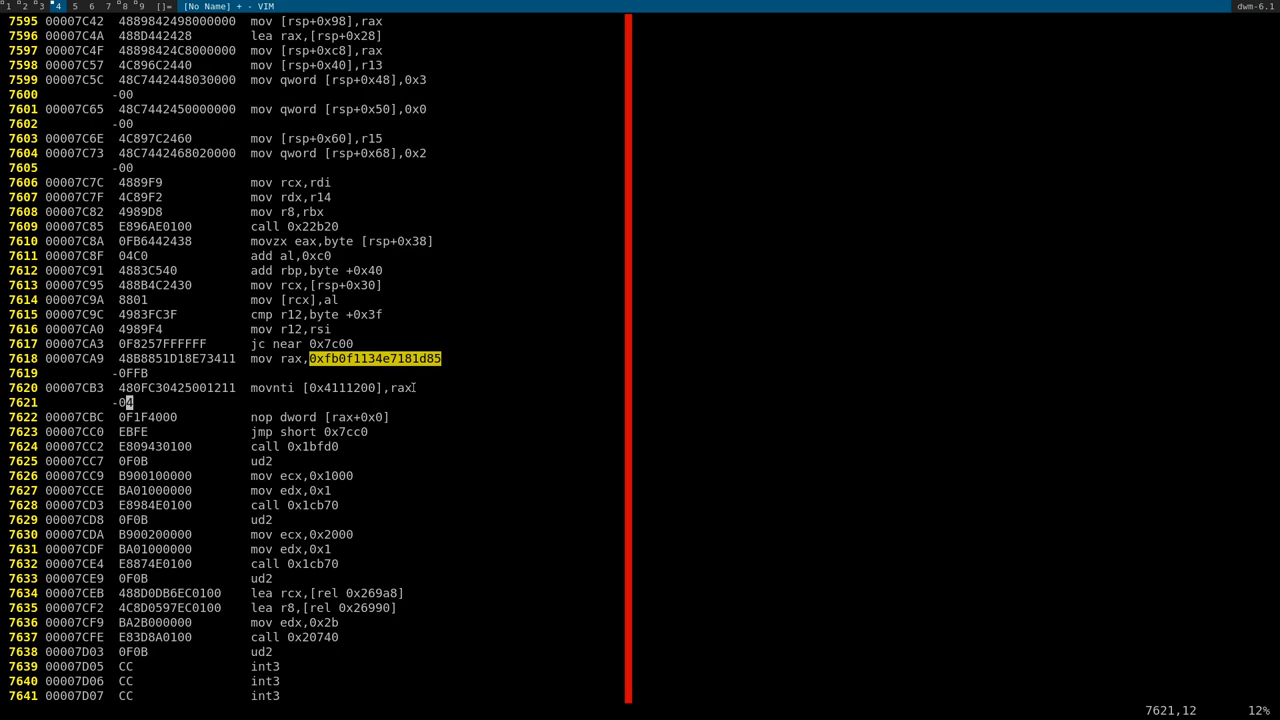 1 2 3 4 5 6 7 8 9 []= [No Name] + - VIM dwm-6.1
7595 00007C42 4889842498000000 mov [rsp+0x98],rax
7596 00007C4A 488D442428 lea rax,[rsp+0x28]
7597 00007C4F 48898424C8000000 mov [rsp+0xc8],rax
7598 00007C57 4C896C2440 mov [rsp+0x40],r13
7599 00007C5C 48C7442448030000 mov qword [rsp+0x48],0x3
7600 -00
7601 00007C65 48C7442450000000 mov qword [rsp+0x50],0x0
7602 -00
7603 00007C6E 4C897C2460 mov [rsp+0x60],r15
7604 00007C73 48C7442468020000 mov qword [rsp+0x68],0x2
7605 -00
7606 00007C7C 4889F9 mov rcx,rdi
7607 00007C7F 4C89F2 mov rdx,r14
7608 00007C82 4989D8 mov r8,rbx
7609 00007C85 E896AE0100 call 0x22b20
7610 00007C8A 0FB6442438 movzx eax,byte [rsp+0x38]
7611 00007C8F 04C0 add al,0xc0
7612 00007C91 4883C540 add rbp,byte +0x40
7613 00007C95 488B4C2430 mov rcx,[rsp+0x30]
7614 00007C9A 8801 mov [rcx],al
7615 00007C9C 4983FC3F cmp r12,byte +0x3f
7616 00007CA0 4989F4 mov r12,rsi
7617 00007CA3 0F8257FFFFFF jc near 0x7c00
7618 00007CA9 48B8851D18E73411 mov rax,0xfb0f1134e7181d85
7619 -0FFB
7620 00007CB3 480FC30425001211 movnti [0x4111200],rax
7621 -04
7622 00007CBC 0F1F4000 nop dword [rax+0x0]
7623 00007CC0 EBFE jmp short 0x7cc0
7624 00007CC2 E809430100 call 0x1bfd0
7625 00007CC7 0F0B ud2
7626 00007CC9 B900100000 mov ecx,0x1000
7627 00007CCE BA01000000 mov edx,0x1
7628 00007CD3 E8984E0100 call 0x1cb70
7629 00007CD8 0F0B ud2
7630 00007CDA B900200000 mov ecx,0x2000
7631 00007CDF BA01000000 mov edx,0x1
7632 00007CE4 E8874E0100 call 0x1cb70
7633 00007CE9 0F0B ud2
7634 00007CEB 488D0DB6EC0100 lea rcx,[rel 0x269a8]
7635 00007CF2 4C8D0597EC0100 lea r8,[rel 0x26990]
7636 00007CF9 BA2B000000 mov edx,0x2b
7637 00007CFE E83D8A0100 call 0x20740
7638 00007D03 0F0B ud2
7639 00007D05 CC int3
7640 00007D06 CC int3
7641 00007D07 CC int3
7621,12 12%